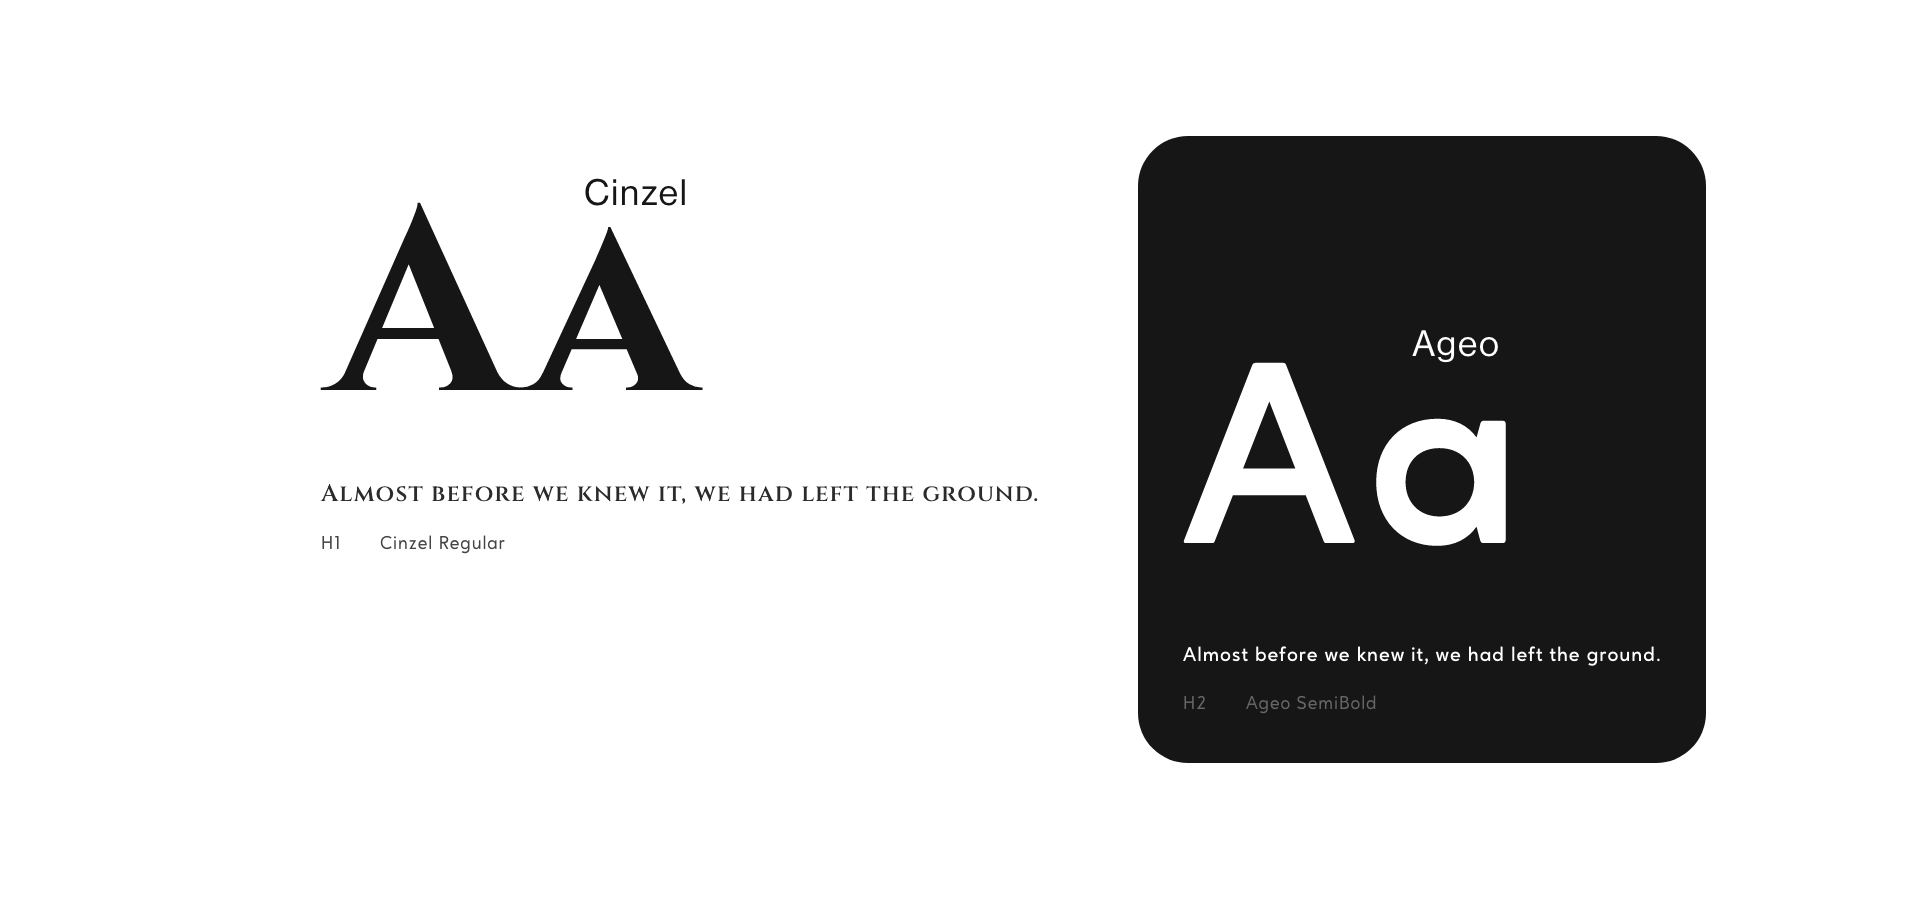 Cinzel
Aa
Almost before we knew it, we had left the ground.
H1 Cinzel Regular
Ageo
Aa
Almost before we knew it, we had left the ground.
H2 Ageo SemiBold